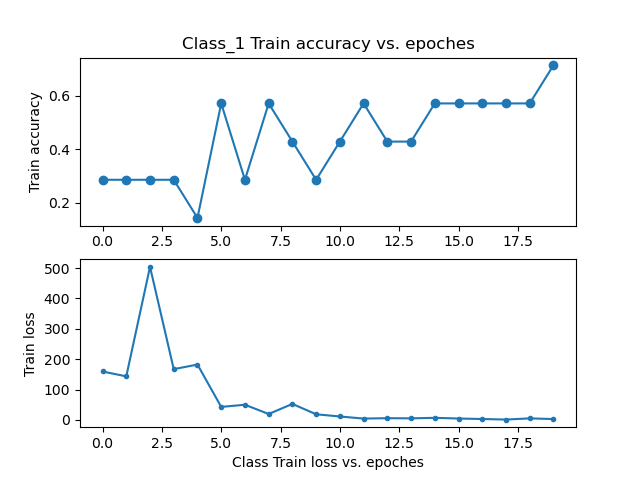 Class_1 Train accuracy vs. epoches
Train accuracy
0.6
0.4
0.2
0.0 2.5 5.0 7.5 10.0 12.5 15.0 17.5
Train loss
500
400
300
200
100
0
0.0 2.5 5.0 7.5 10.0 12.5 15.0 17.5
Class Train loss vs. epoches